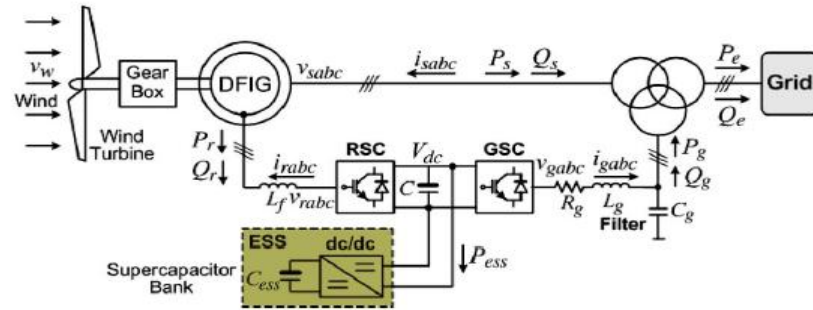 v_w
Wind
Wind
Turbine
Gear
Box
DFIG
v_sabc
i_sabc
P_s
Q_s
P_e
Q_e
Grid
P_r
Q_r
i_rabc
L_f
v_rabc
RSC
V_dc
C
GSC
v_gabc
i_gabc
R_g
L_g
Filter
C_g
P_g
Q_g
ESS
dc/dc
C_ess
P_ess
Supercapacitor
Bank